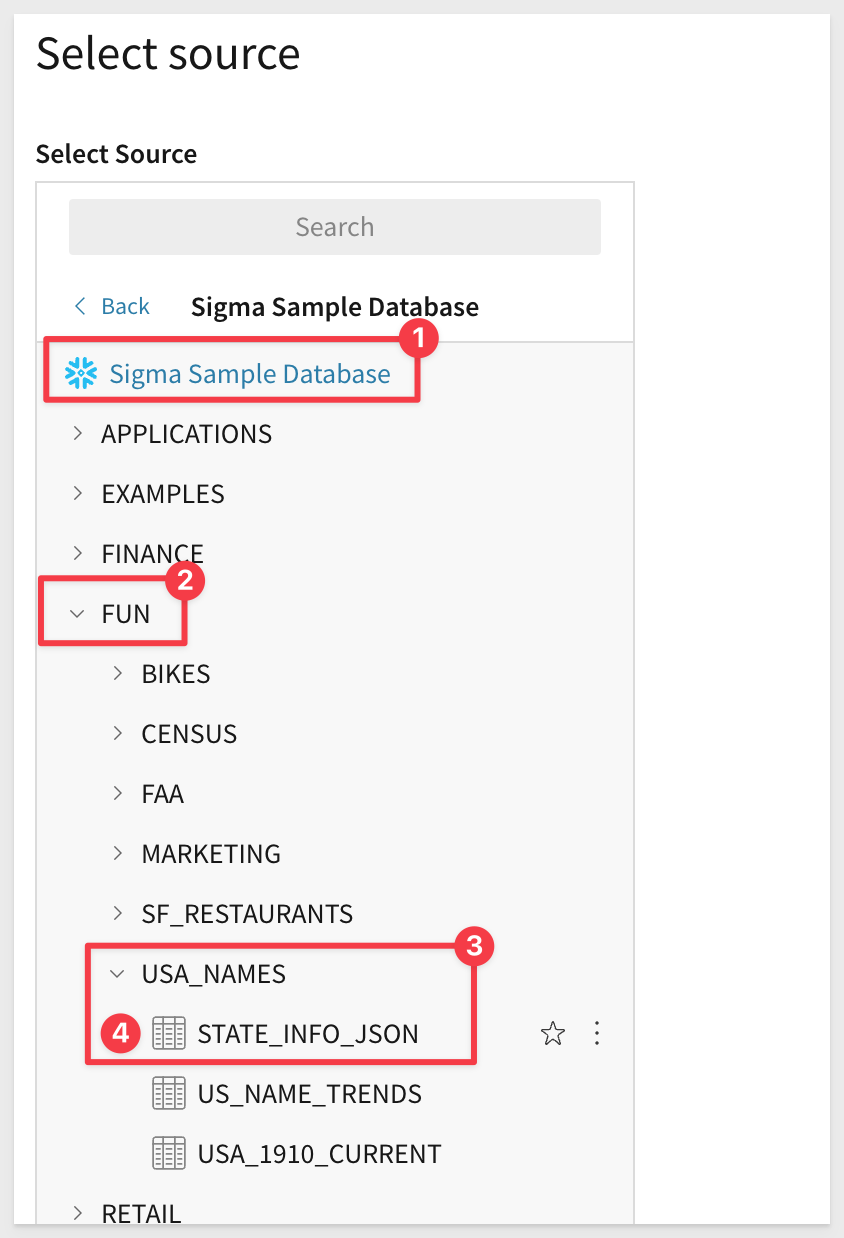 Select source
Select Source
Search
Back Sigma Sample Database
1
Sigma Sample Database
APPLICATIONS
EXAMPLES
FINANCE
2
FUN
BIKES
CENSUS
FAA
MARKETING
SF_RESTAURANTS
3
USA_NAMES
4 STATE_INFO_JSON
US_NAME_TRENDS
USA_1910_CURRENT
RETAIL